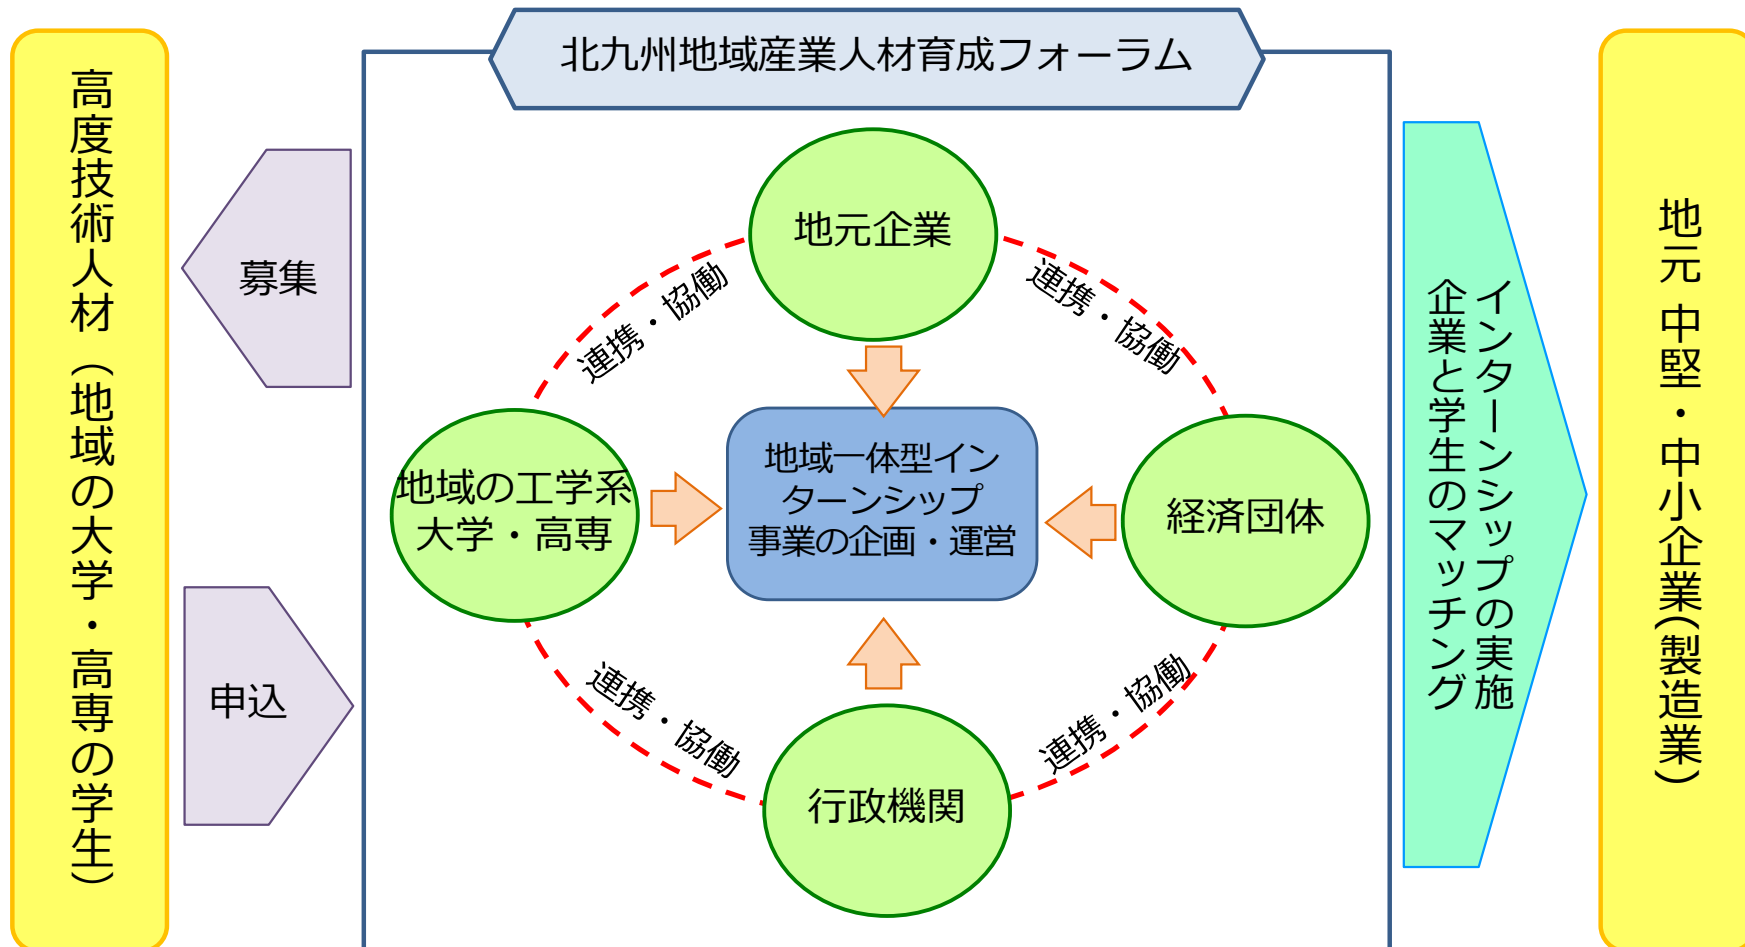 北九州地域産業人材育成フォーラム
高度技術人材（地域の大学・高専の学生）
募集
申込
地元企業
連携・協働
連携・協働
地域の工学系
大学・高専
地域一体型イン
ターンシップ
事業の企画・運営
経済団体
連携・協働
連携・協働
行政機関
インターンシップの実施
企業と学生のマッチング
地元 中堅・中小企業(製造業)